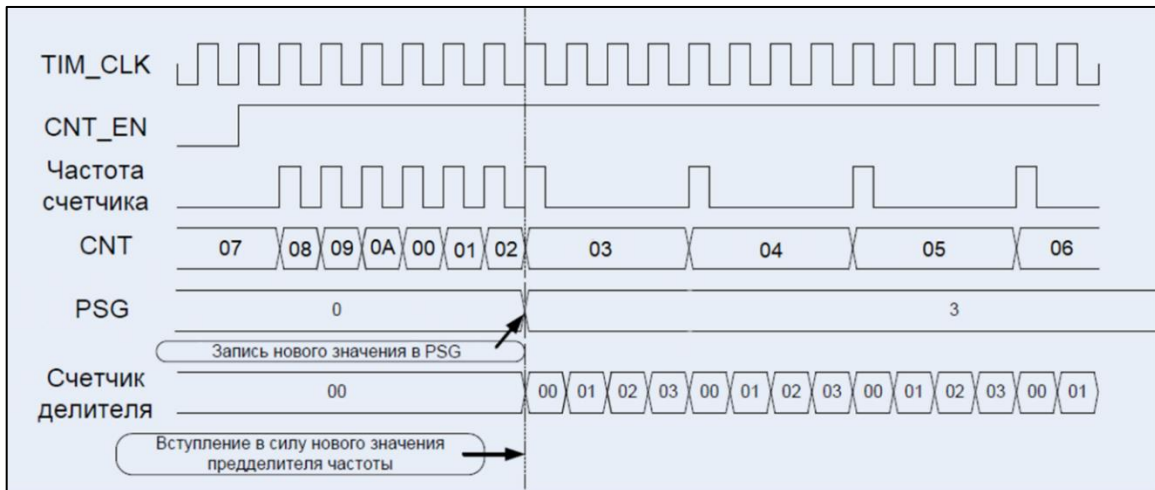 TIM_CLK
CNT_EN
Частота
счетчика
CNT
07 08 09 0A 00 01 02 03 04 05 06
PSG
0 3
Запись нового значения в PSG
Счетчик
делителя
00 00 01 02 03 00 01 02 03 00 01 02 03 00 01
Вступление в силу нового значения
предделителя частоты